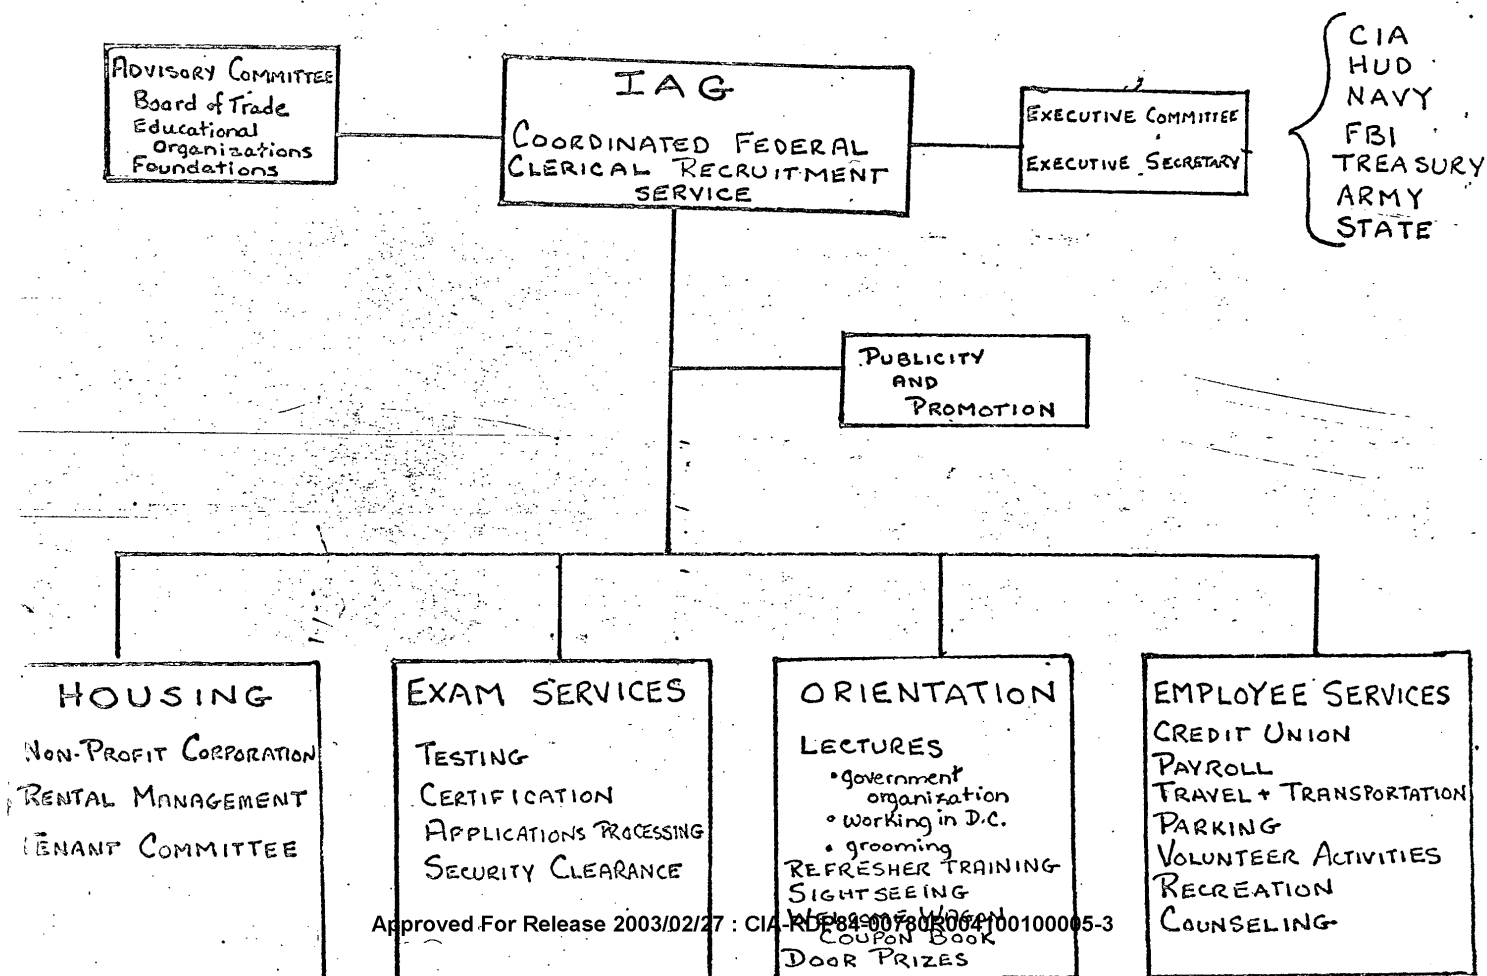 ADVISORY COMMITTEE
Board of Trade
Educational
Organizations
Foundations
IAG
COORDINATED FEDERAL
CLERICAL RECRUITMENT
SERVICE
EXECUTIVE COMMITTEE
EXECUTIVE SECRETARY
CIA
HUD
NAVY
FBI
TREASURY
ARMY
STATE
PUBLICITY
AND
PROMOTION
HOUSING
NON-PROFIT CORPORATION
RENTAL MANAGEMENT
TENANT COMMITTEE
EXAM SERVICES
TESTING
CERTIFICATION
APPLICATIONS PROCESSING
SECURITY CLEARANCE
ORIENTATION
LECTURES
• government
organization
• working in D.C.
• grooming
REFRESHER TRAINING
SIGHTSEEING
WELCOME WAGON
COUPON BOOK
DOOR PRIZES
EMPLOYEE SERVICES
CREDIT UNION
PAYROLL
TRAVEL + TRANSPORTATION
PARKING
VOLUNTEER ACTIVITIES
RECREATION
COUNSELING
Approved For Release 2003/02/27 : CIA-RDP84-00780R004100100005-3